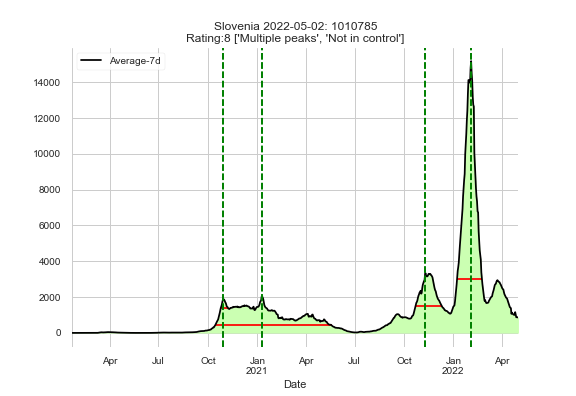 Slovenia 2022-05-02: 1010785
Rating:8 ['Multiple peaks', 'Not in control']
Average-7d
14000
12000
10000
8000
6000
4000
2000
0
Apr Jul Oct Jan Apr Jul Oct Jan Apr
2021 2022
Date